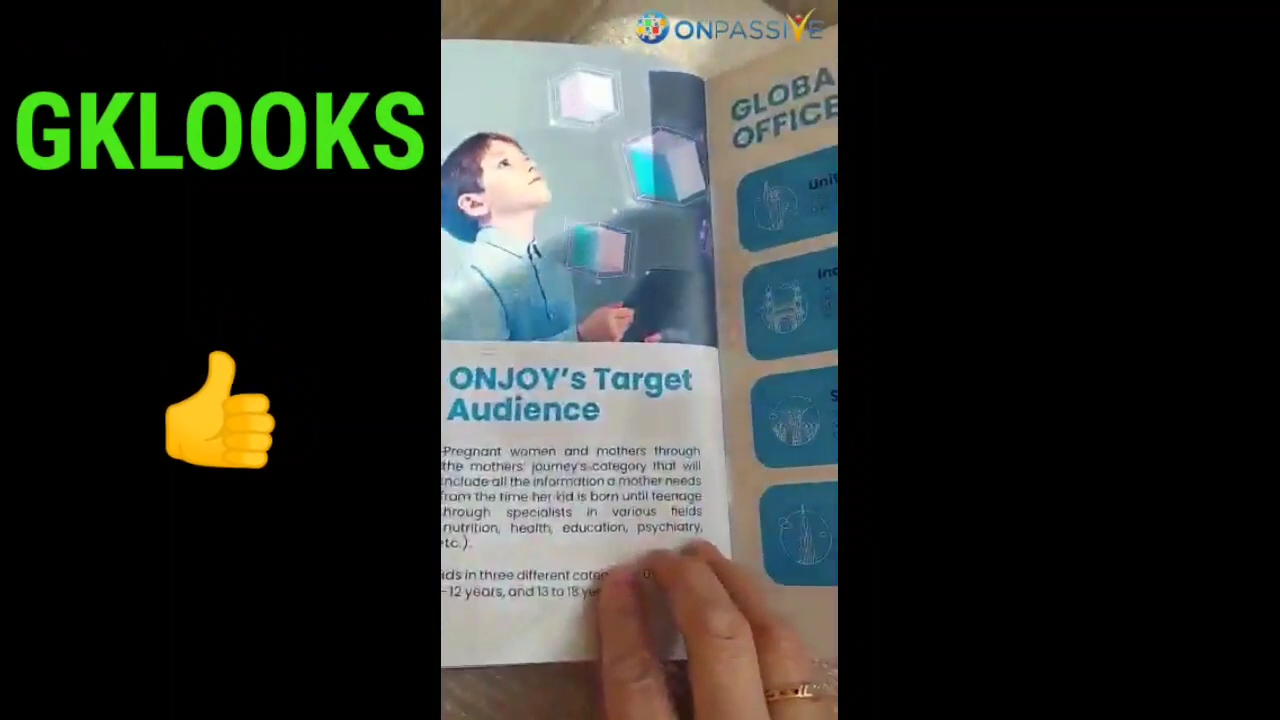 GKLOOKS
ONPASSIVE
ONJOY's Target
Audience
Pregnant women and mothers through
the mothers' journey's category that will
include all the information a mother needs
from the time her kid is born until teenage
through specialists in various fields
nutrition, health, education, psychiatry,
etc.).
ids in three different
-12 years, and 13 to 18
GLOBA
OFFICE
Unit
Ind
S